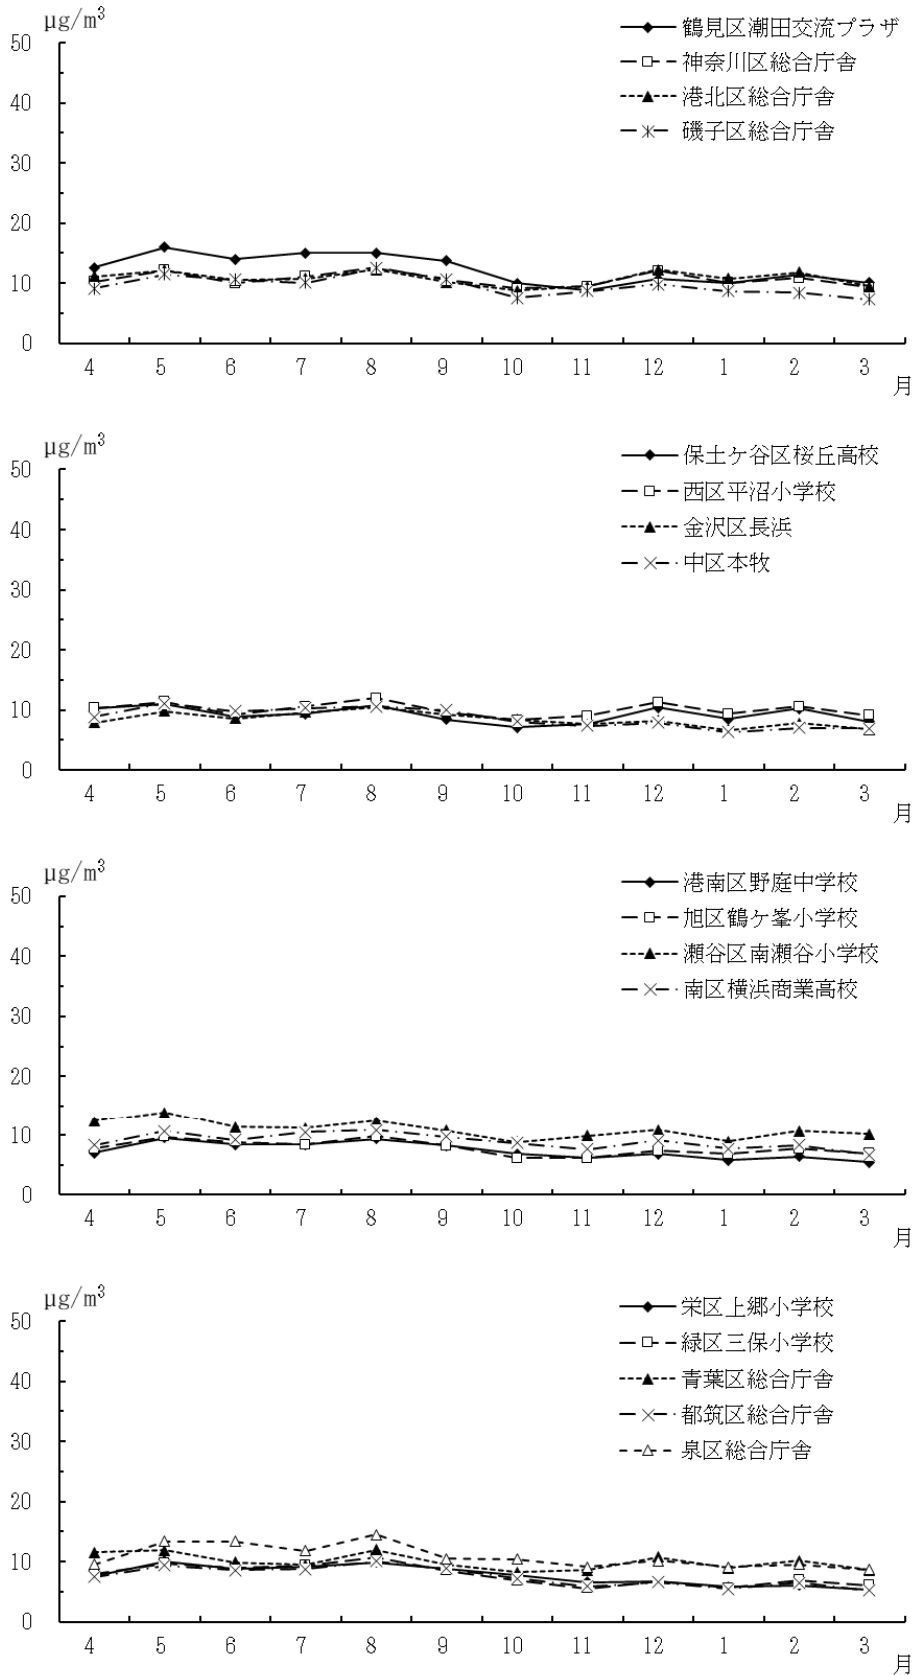 μg/m³
50
40
30
20
10
0
4 5 6 7 8 9 10 11 12 1 2 3
月
鶴見区潮田交流プラザ
神奈川区総合庁舎
港北区総合庁舎
磯子区総合庁舎
μg/m³
50
40
30
20
10
0
4 5 6 7 8 9 10 11 12 1 2 3
月
保土ケ谷区桜丘高校
西区平沼小学校
金沢区長浜
中区本牧
μg/m³
50
40
30
20
10
0
4 5 6 7 8 9 10 11 12 1 2 3
月
港南区野庭中学校
旭区鶴ケ峯小学校
瀬谷区南瀬谷小学校
南区横浜商業高校
μg/m³
50
40
30
20
10
0
4 5 6 7 8 9 10 11 12 1 2 3
月
栄区上郷小学校
緑区三保小学校
青葉区総合庁舎
都筑区総合庁舎
泉区総合庁舎